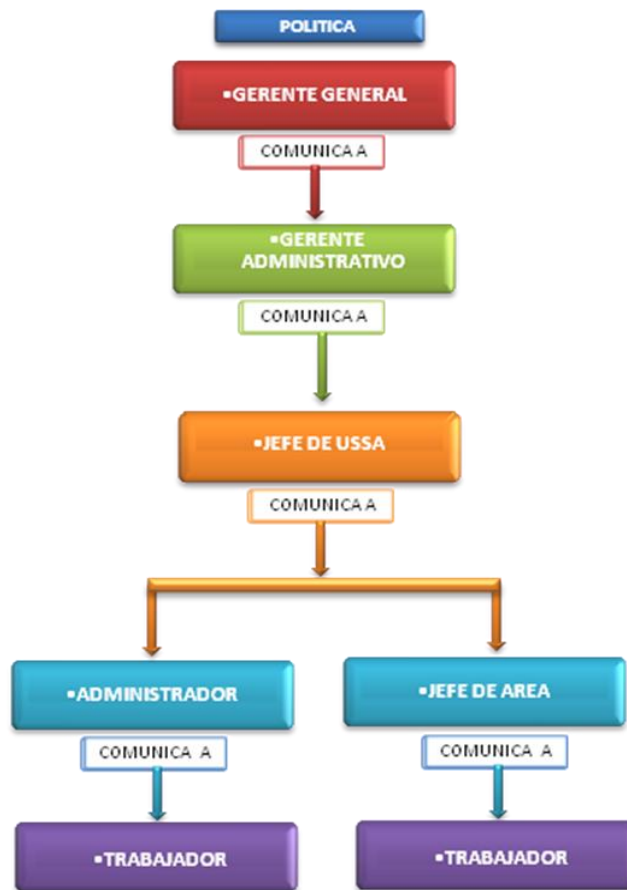 POLITICA
▪GERENTE GENERAL
COMUNICA A
▪GERENTE
ADMINISTRATIVO
COMUNICA A
▪JEFE DE USSA
COMUNICA A
▪ADMINISTRADOR
▪JEFE DE AREA
COMUNICA A
COMUNICA A
▪TRABAJADOR
▪TRABAJADOR